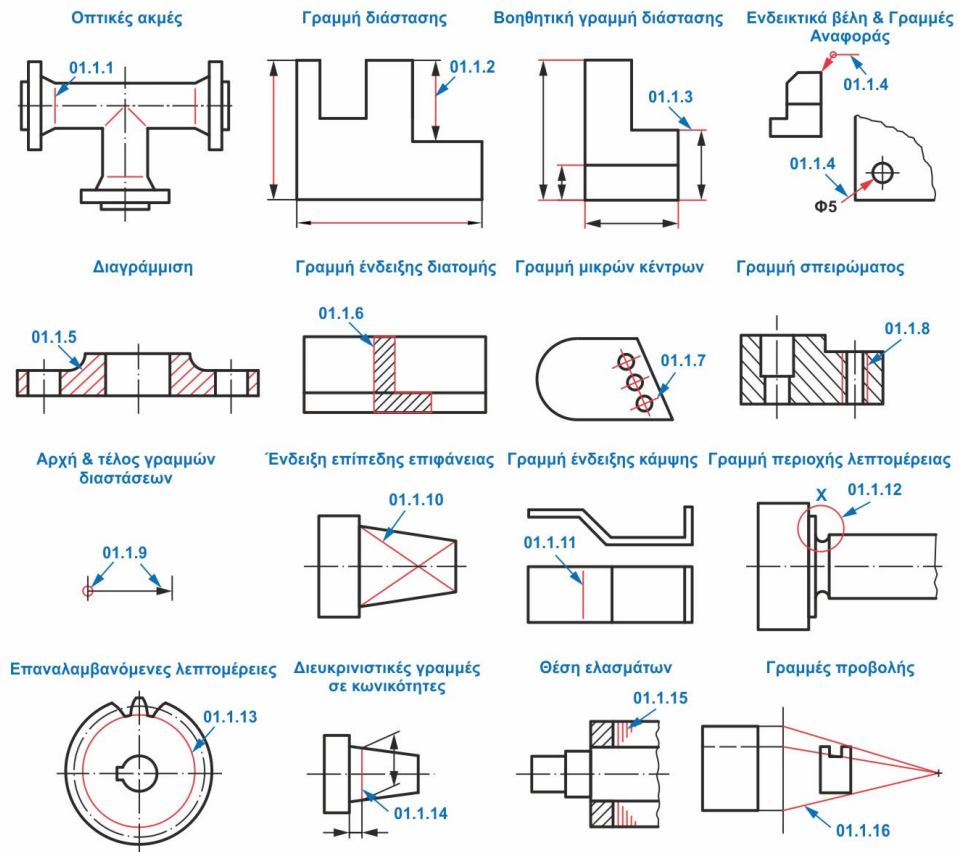 Οπτικές ακμές
Γραμμή διάστασης
Βοηθητική γραμμή διάστασης
Ενδεικτικά βέλη & Γραμμές
Αναφοράς
01.1.1
01.1.2
01.1.3
01.1.4
01.1.4
Φ5
Διαγράμμιση
Γραμμή ένδειξης διατομής
Γραμμή μικρών κέντρων
Γραμμή σπειρώματος
01.1.5
01.1.6
01.1.7
01.1.8
Αρχή & τέλος γραμμών
διαστάσεων
Ένδειξη επίπεδης επιφάνειας
Γραμμή ένδειξης κάμψης
Γραμμή περιοχής λεπτομέρειας
01.1.9
01.1.10
01.1.11
X
01.1.12
Επαναλαμβανόμενες λεπτομέρειες
Διευκρινιστικές γραμμές
σε κωνικότητες
Θέση ελασμάτων
Γραμμές προβολής
01.1.13
01.1.14
01.1.15
01.1.16